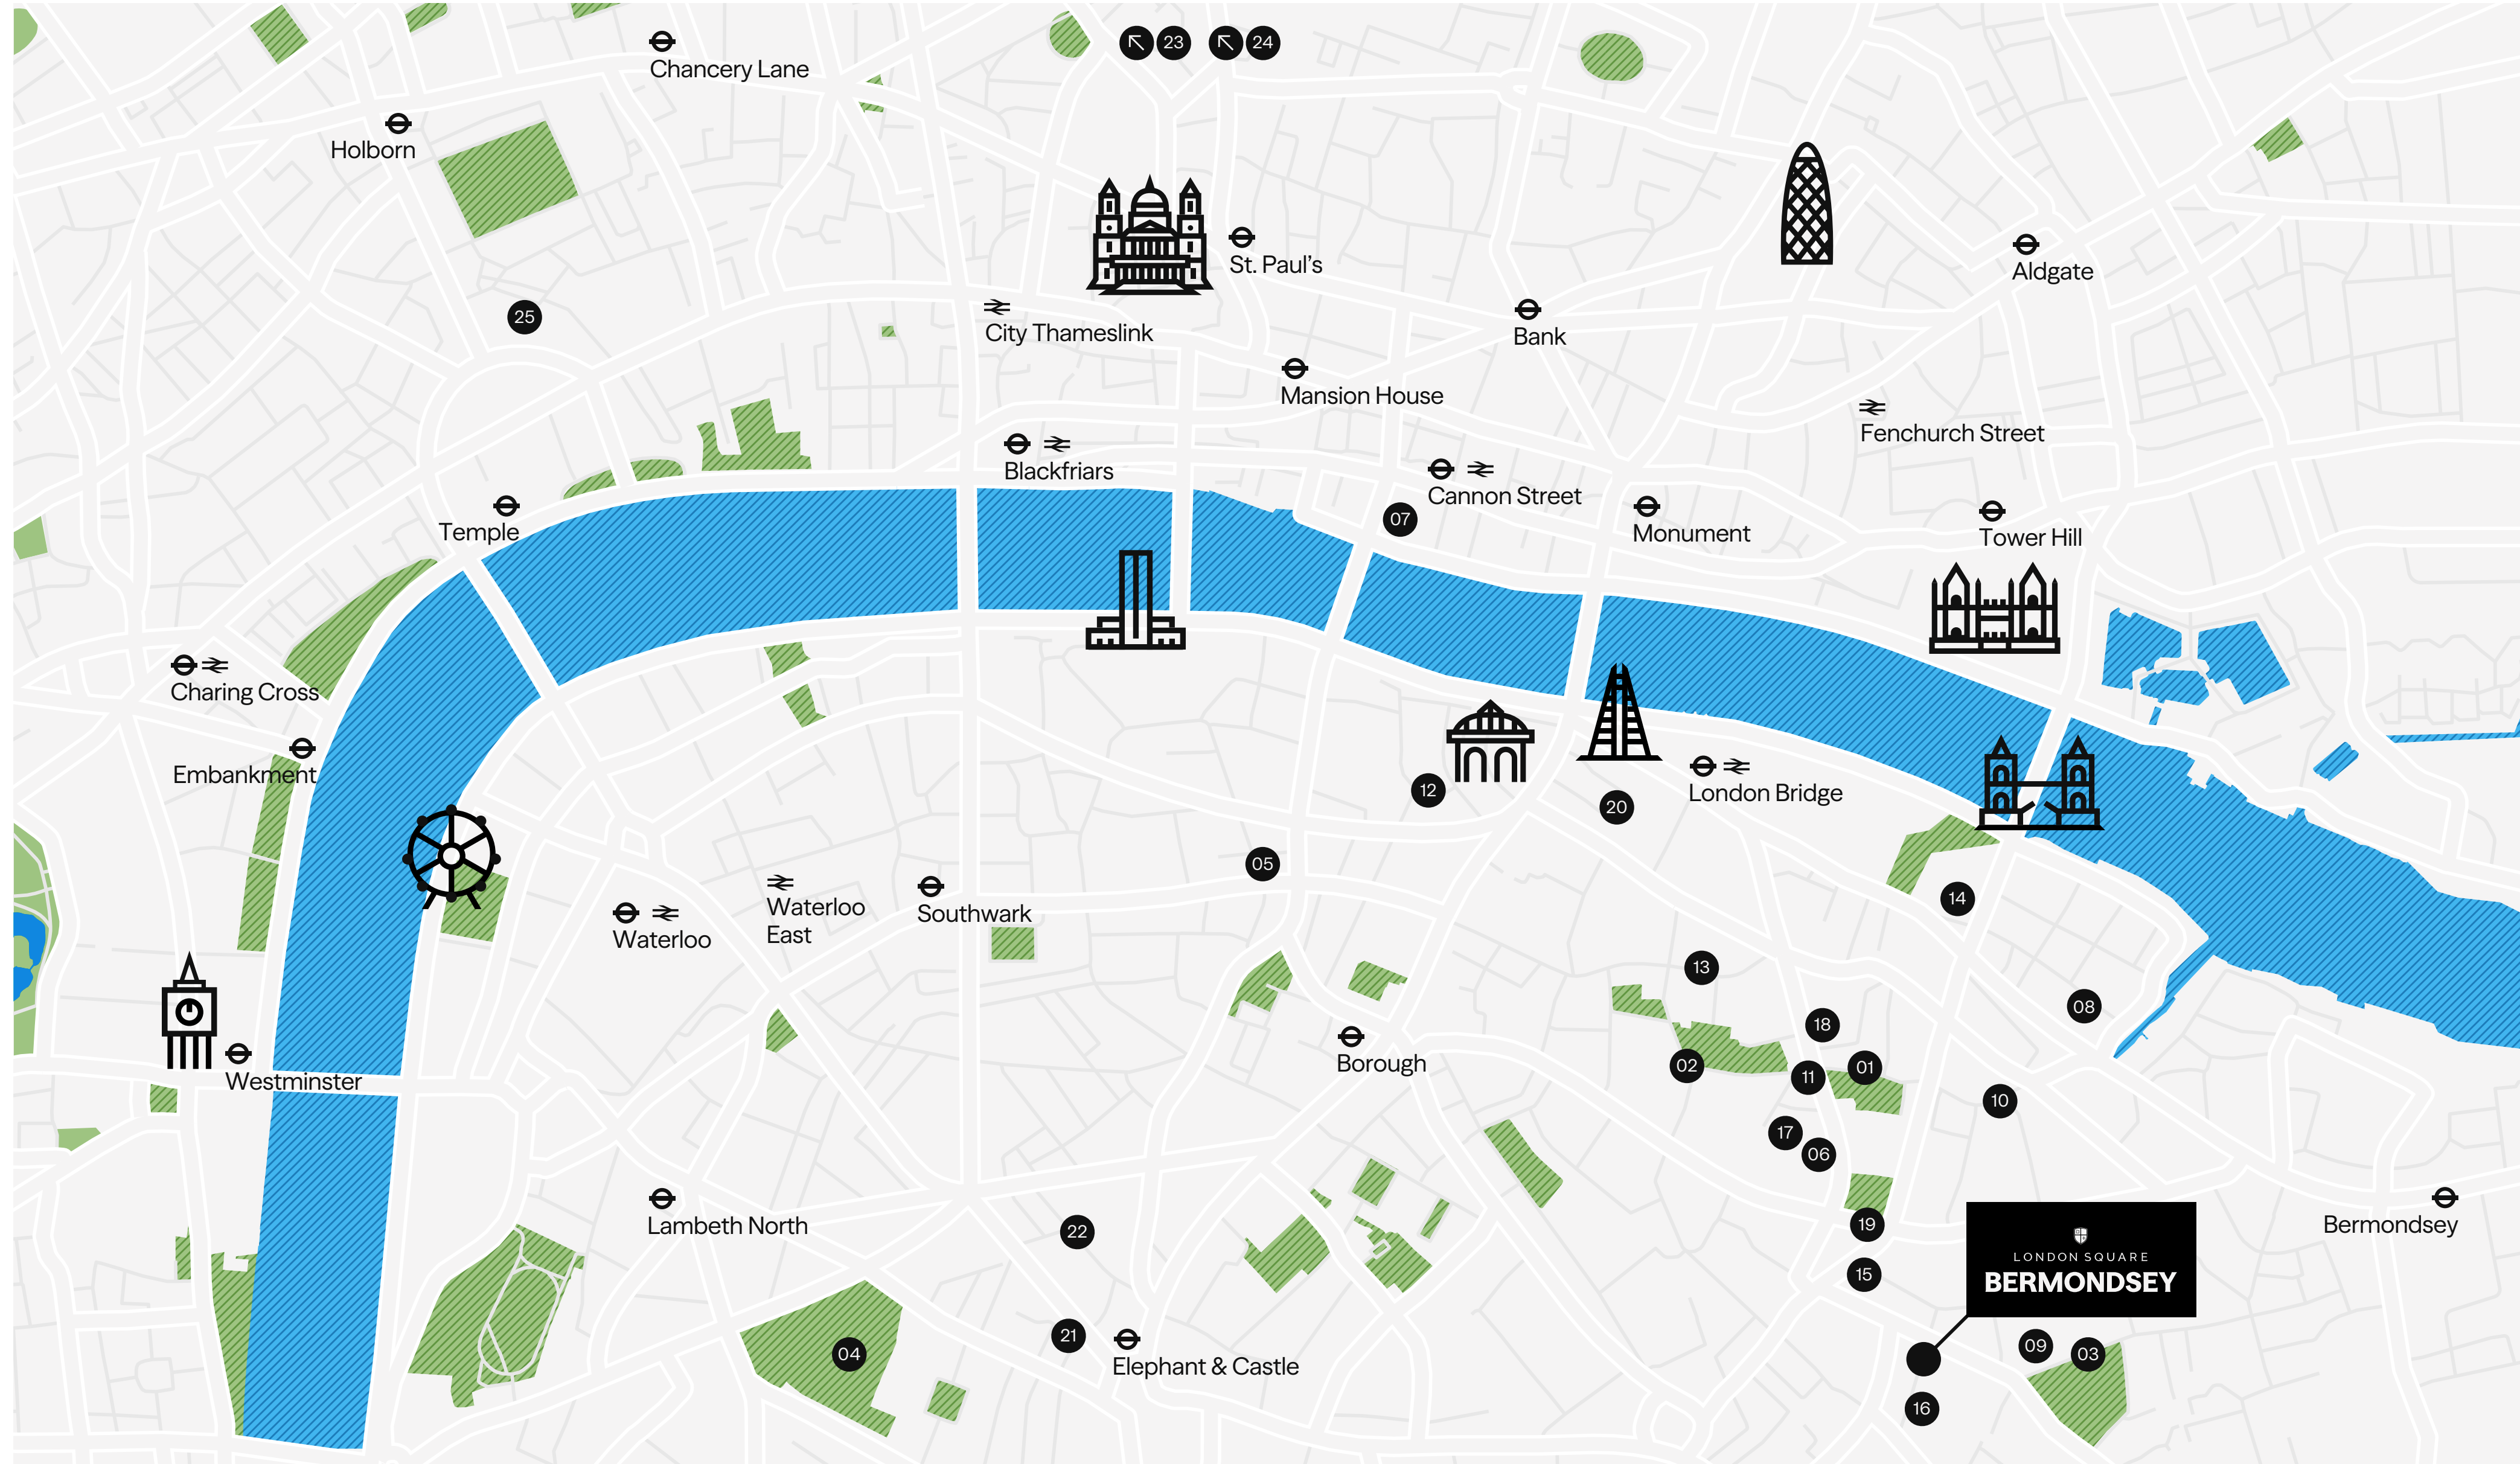 23
24
Chancery Lane
Holborn
St. Paul's
Aldgate
25
City Thameslink
Bank
Mansion House
Fenchurch Street
Blackfriars
Cannon Street
07
Temple
Monument
Tower Hill
Charing Cross
Embankment
12
20
London Bridge
05
Waterloo
Waterloo
East
Southwark
14
13
08
18
Borough
02
11
01
Westminster
10
17
06
Lambeth North
22
19
Bermondsey
LONDON SQUARE
BERMONDSEY
15
21
Elephant & Castle
04
09
03
16